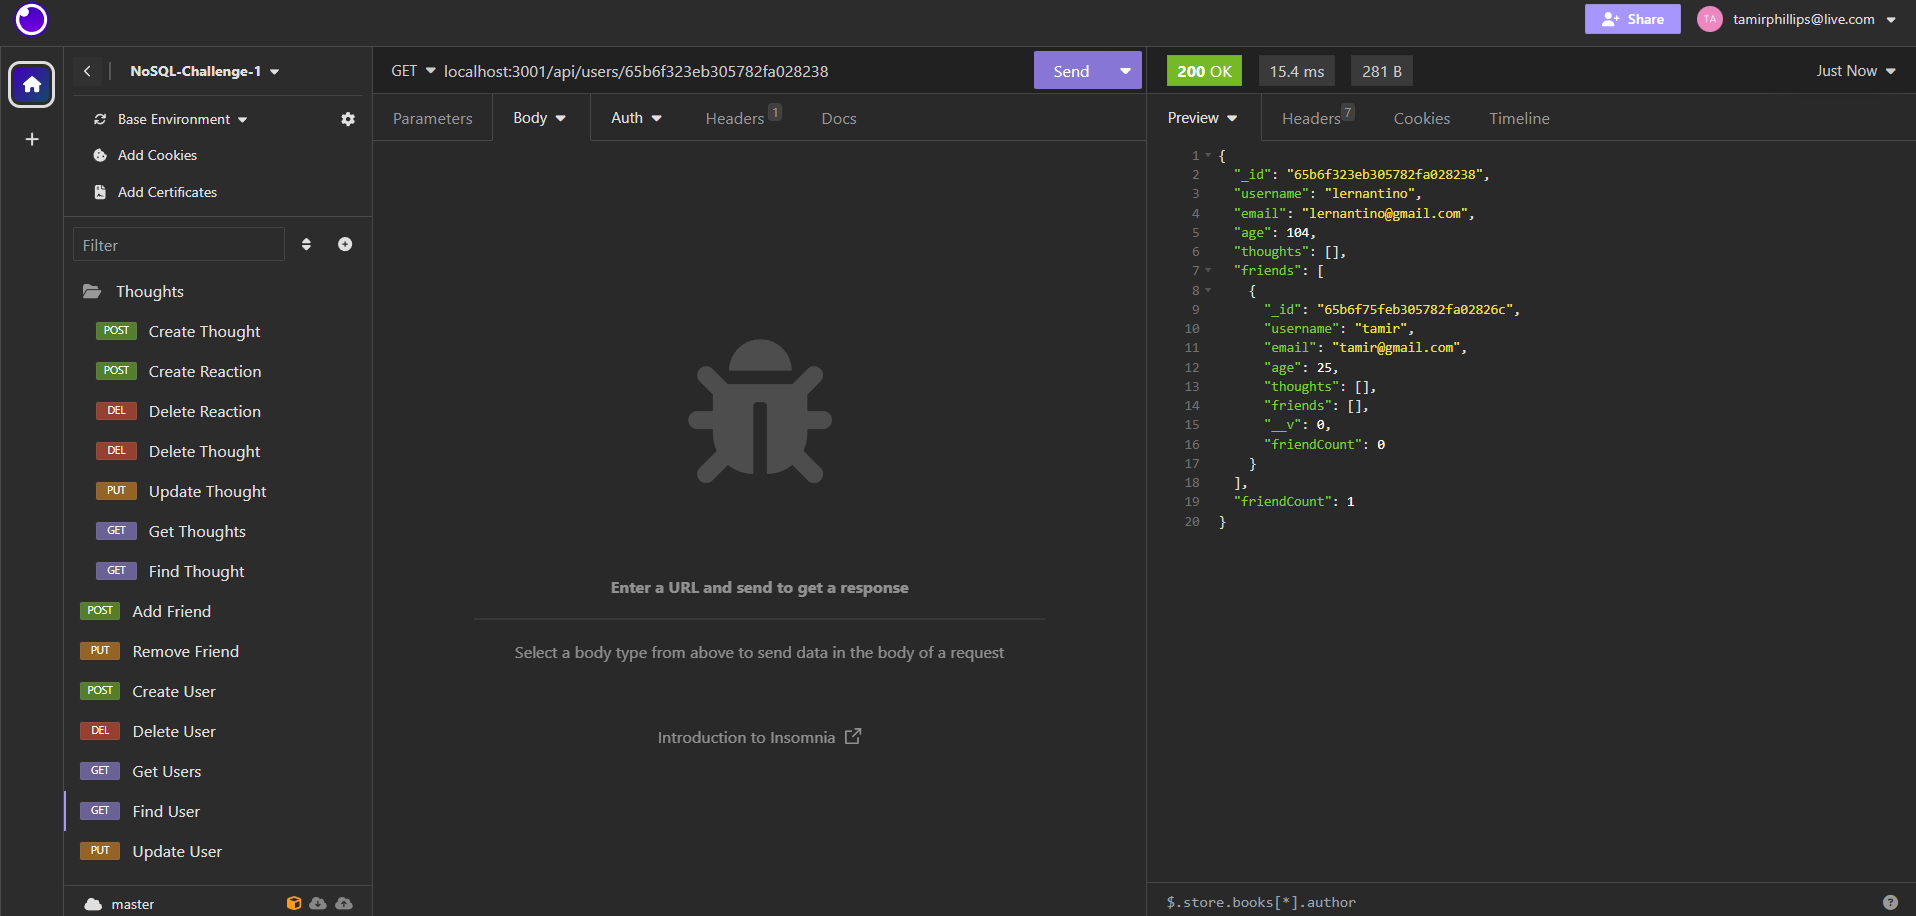 Share
TA
tamirphillips@live.com
NoSQL-Challenge-1
Base Environment
Add Cookies
Add Certificates
Filter
Thoughts
POST Create Thought
POST Create Reaction
DEL Delete Reaction
DEL Delete Thought
PUT Update Thought
GET Get Thoughts
GET Find Thought
POST Add Friend
PUT Remove Friend
POST Create User
DEL Delete User
GET Get Users
GET Find User
PUT Update User
master
GET localhost:3001/api/users/65b6f323eb305782fa028238 Send
Parameters Body Auth Headers 1 Docs
Enter a URL and send to get a response
Select a body type from above to send data in the body of a request
Introduction to Insomnia
200 OK 15.4 ms 281 B Just Now
Preview Headers 7 Cookies Timeline
1 {
2 "_id": "65b6f323eb305782fa028238",
3 "username": "lernantino",
4 "email": "lernantino@gmail.com",
5 "age": 104,
6 "thoughts": [],
7 "friends": [
8 {
9 "_id": "65b6f75feb305782fa02826c",
10 "username": "tamir",
11 "email": "tamir@gmail.com",
12 "age": 25,
13 "thoughts": [],
14 "friends": [],
15 "__v": 0,
16 "friendCount": 0
17 }
18 ],
19 "friendCount": 1
20 }
$.store.books[*].author
?